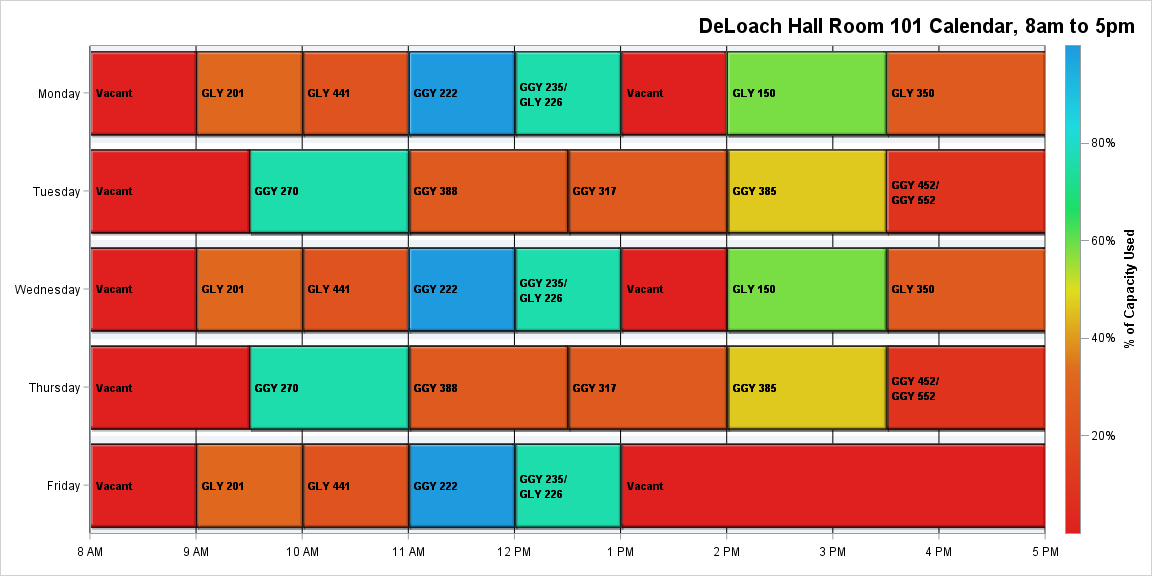 DeLoach Hall Room 101 Calendar, 8am to 5pm
Monday
Vacant
GLY 201
GLY 441
GGY 222
GGY 235/
GLY 226
Vacant
GLY 150
GLY 350
Tuesday
Vacant
GGY 270
GGY 388
GGY 317
GGY 385
GGY 452/
GGY 552
Wednesday
Vacant
GLY 201
GLY 441
GGY 222
GGY 235/
GLY 226
Vacant
GLY 150
GLY 350
Thursday
Vacant
GGY 270
GGY 388
GGY 317
GGY 385
GGY 452/
GGY 552
Friday
Vacant
GLY 201
GLY 441
GGY 222
GGY 235/
GLY 226
Vacant
8 AM
9 AM
10 AM
11 AM
12 PM
1 PM
2 PM
3 PM
4 PM
5 PM
80%
60%
40%
20%
% of Capacity Used